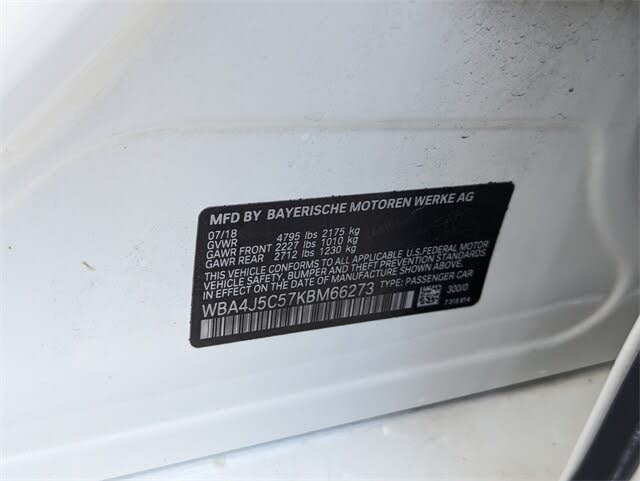 MFD BY BAYERISCHE MOTOREN WERKE AG
07/18
GVWR 4795 lbs 2175 kg
GAWR FRONT 2227 lbs 1010 kg
GAWR REAR 2712 lbs 1230 kg
THIS VEHICLE CONFORMS TO ALL APPLICABLE U.S. FEDERAL MOTOR
VEHICLE SAFETY, BUMPER AND THEFT PREVENTION STANDARDS
IN EFFECT ON THE DATE OF MANUFACTURE SHOWN ABOVE.
WBA4J5C57KBM66273 TYPE: PASSENGER CAR
300/0